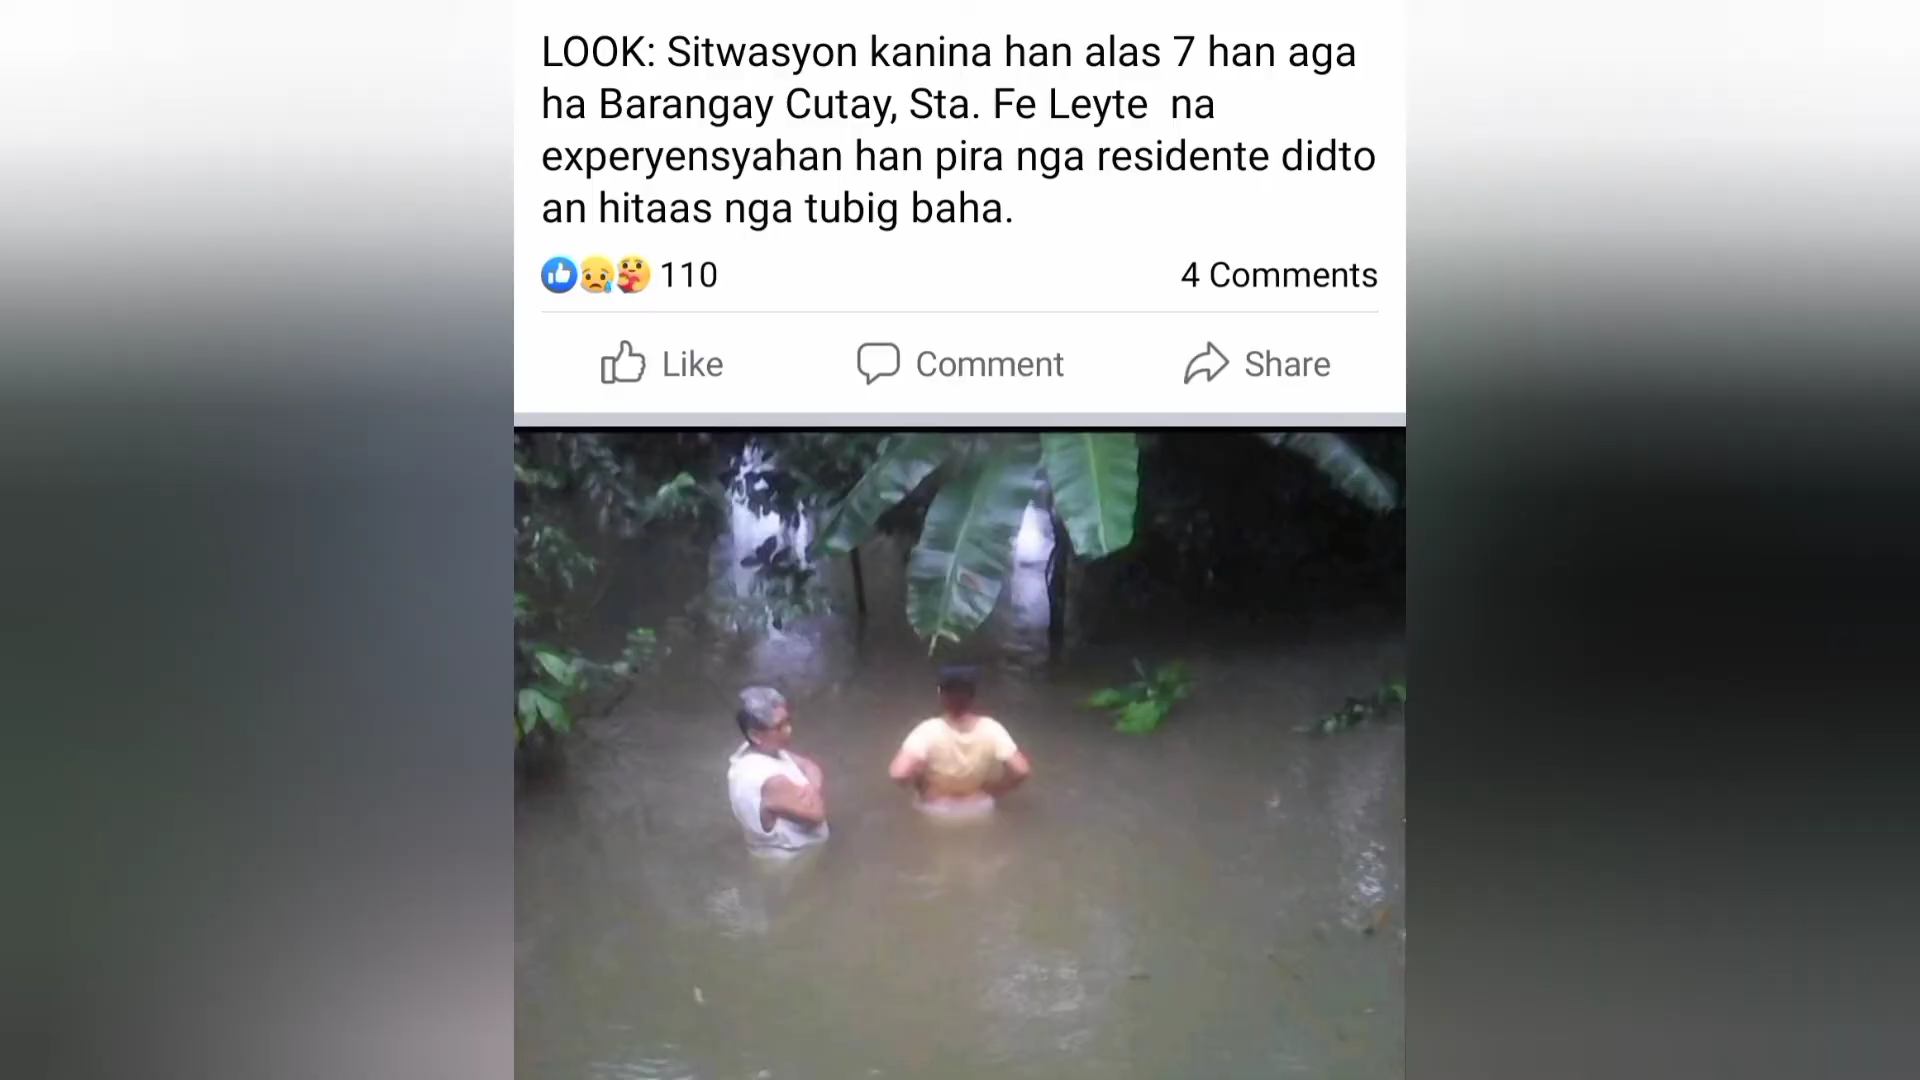 LOOK: Sitwasyon kanina han alas 7 han aga
ha Barangay Cutay, Sta. Fe Leyte na
experyensyahan han pira nga residente didto
an hitaas nga tubig baha.
110
4 Comments
Like
Comment
Share